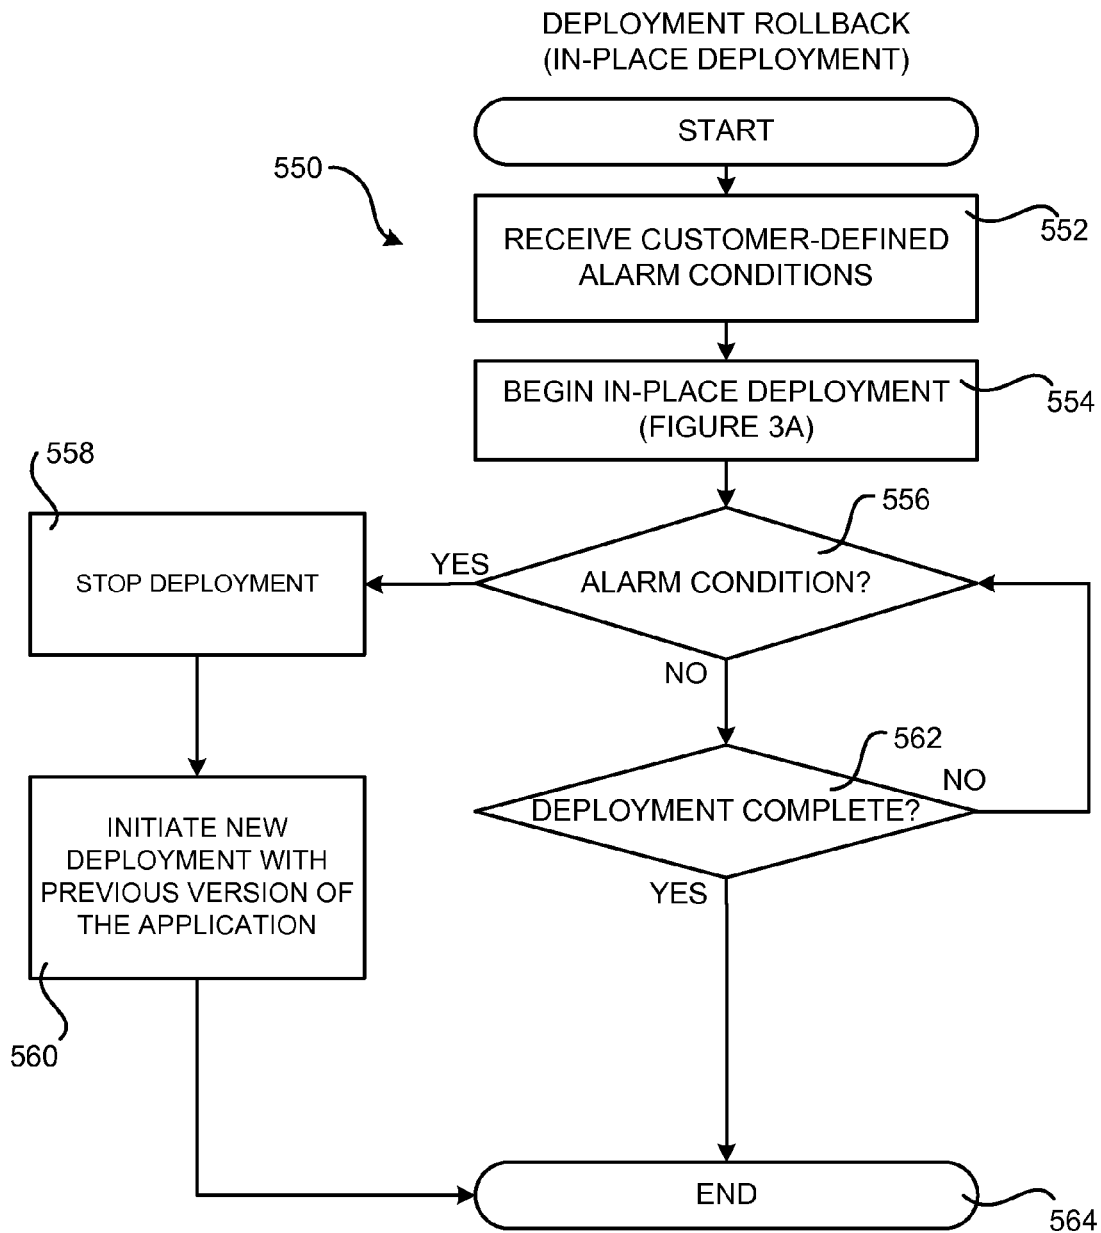 DEPLOYMENT ROLLBACK
(IN-PLACE DEPLOYMENT)
START
550
RECEIVE CUSTOMER-DEFINED
ALARM CONDITIONS
552
BEGIN IN-PLACE DEPLOYMENT
(FIGURE 3A)
554
558
556
STOP DEPLOYMENT
YES
ALARM CONDITION?
NO
562
DEPLOYMENT COMPLETE?
NO
INITIATE NEW
DEPLOYMENT WITH
PREVIOUS VERSION OF
THE APPLICATION
YES
560
END
564